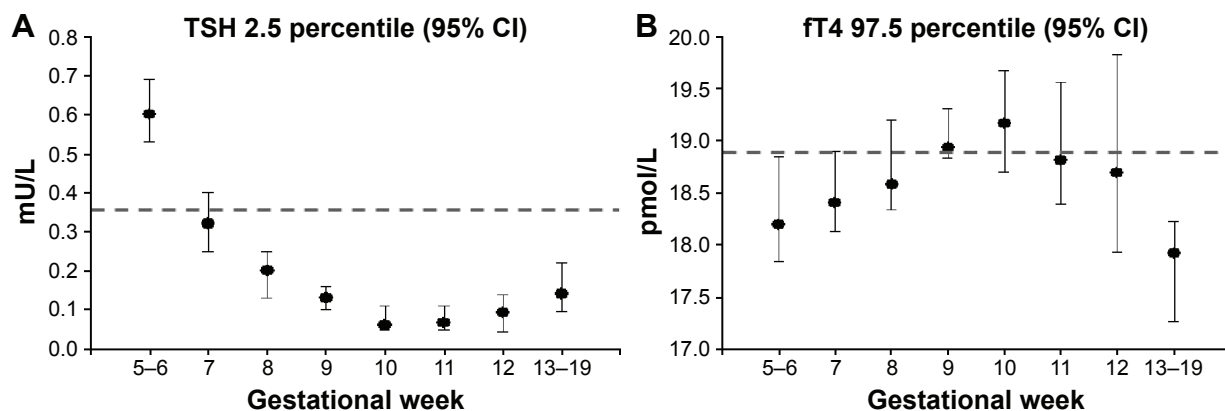 A
TSH 2.5 percentile (95% CI)
mU/L
0.8
0.7
0.6
0.5
0.4
0.3
0.2
0.1
0.0
5–6 7 8 9 10 11 12 13–19
Gestational week
B
fT4 97.5 percentile (95% CI)
pmol/L
20.0
19.5
19.0
18.5
18.0
17.5
17.0
5–6 7 8 9 10 11 12 13–19
Gestational week